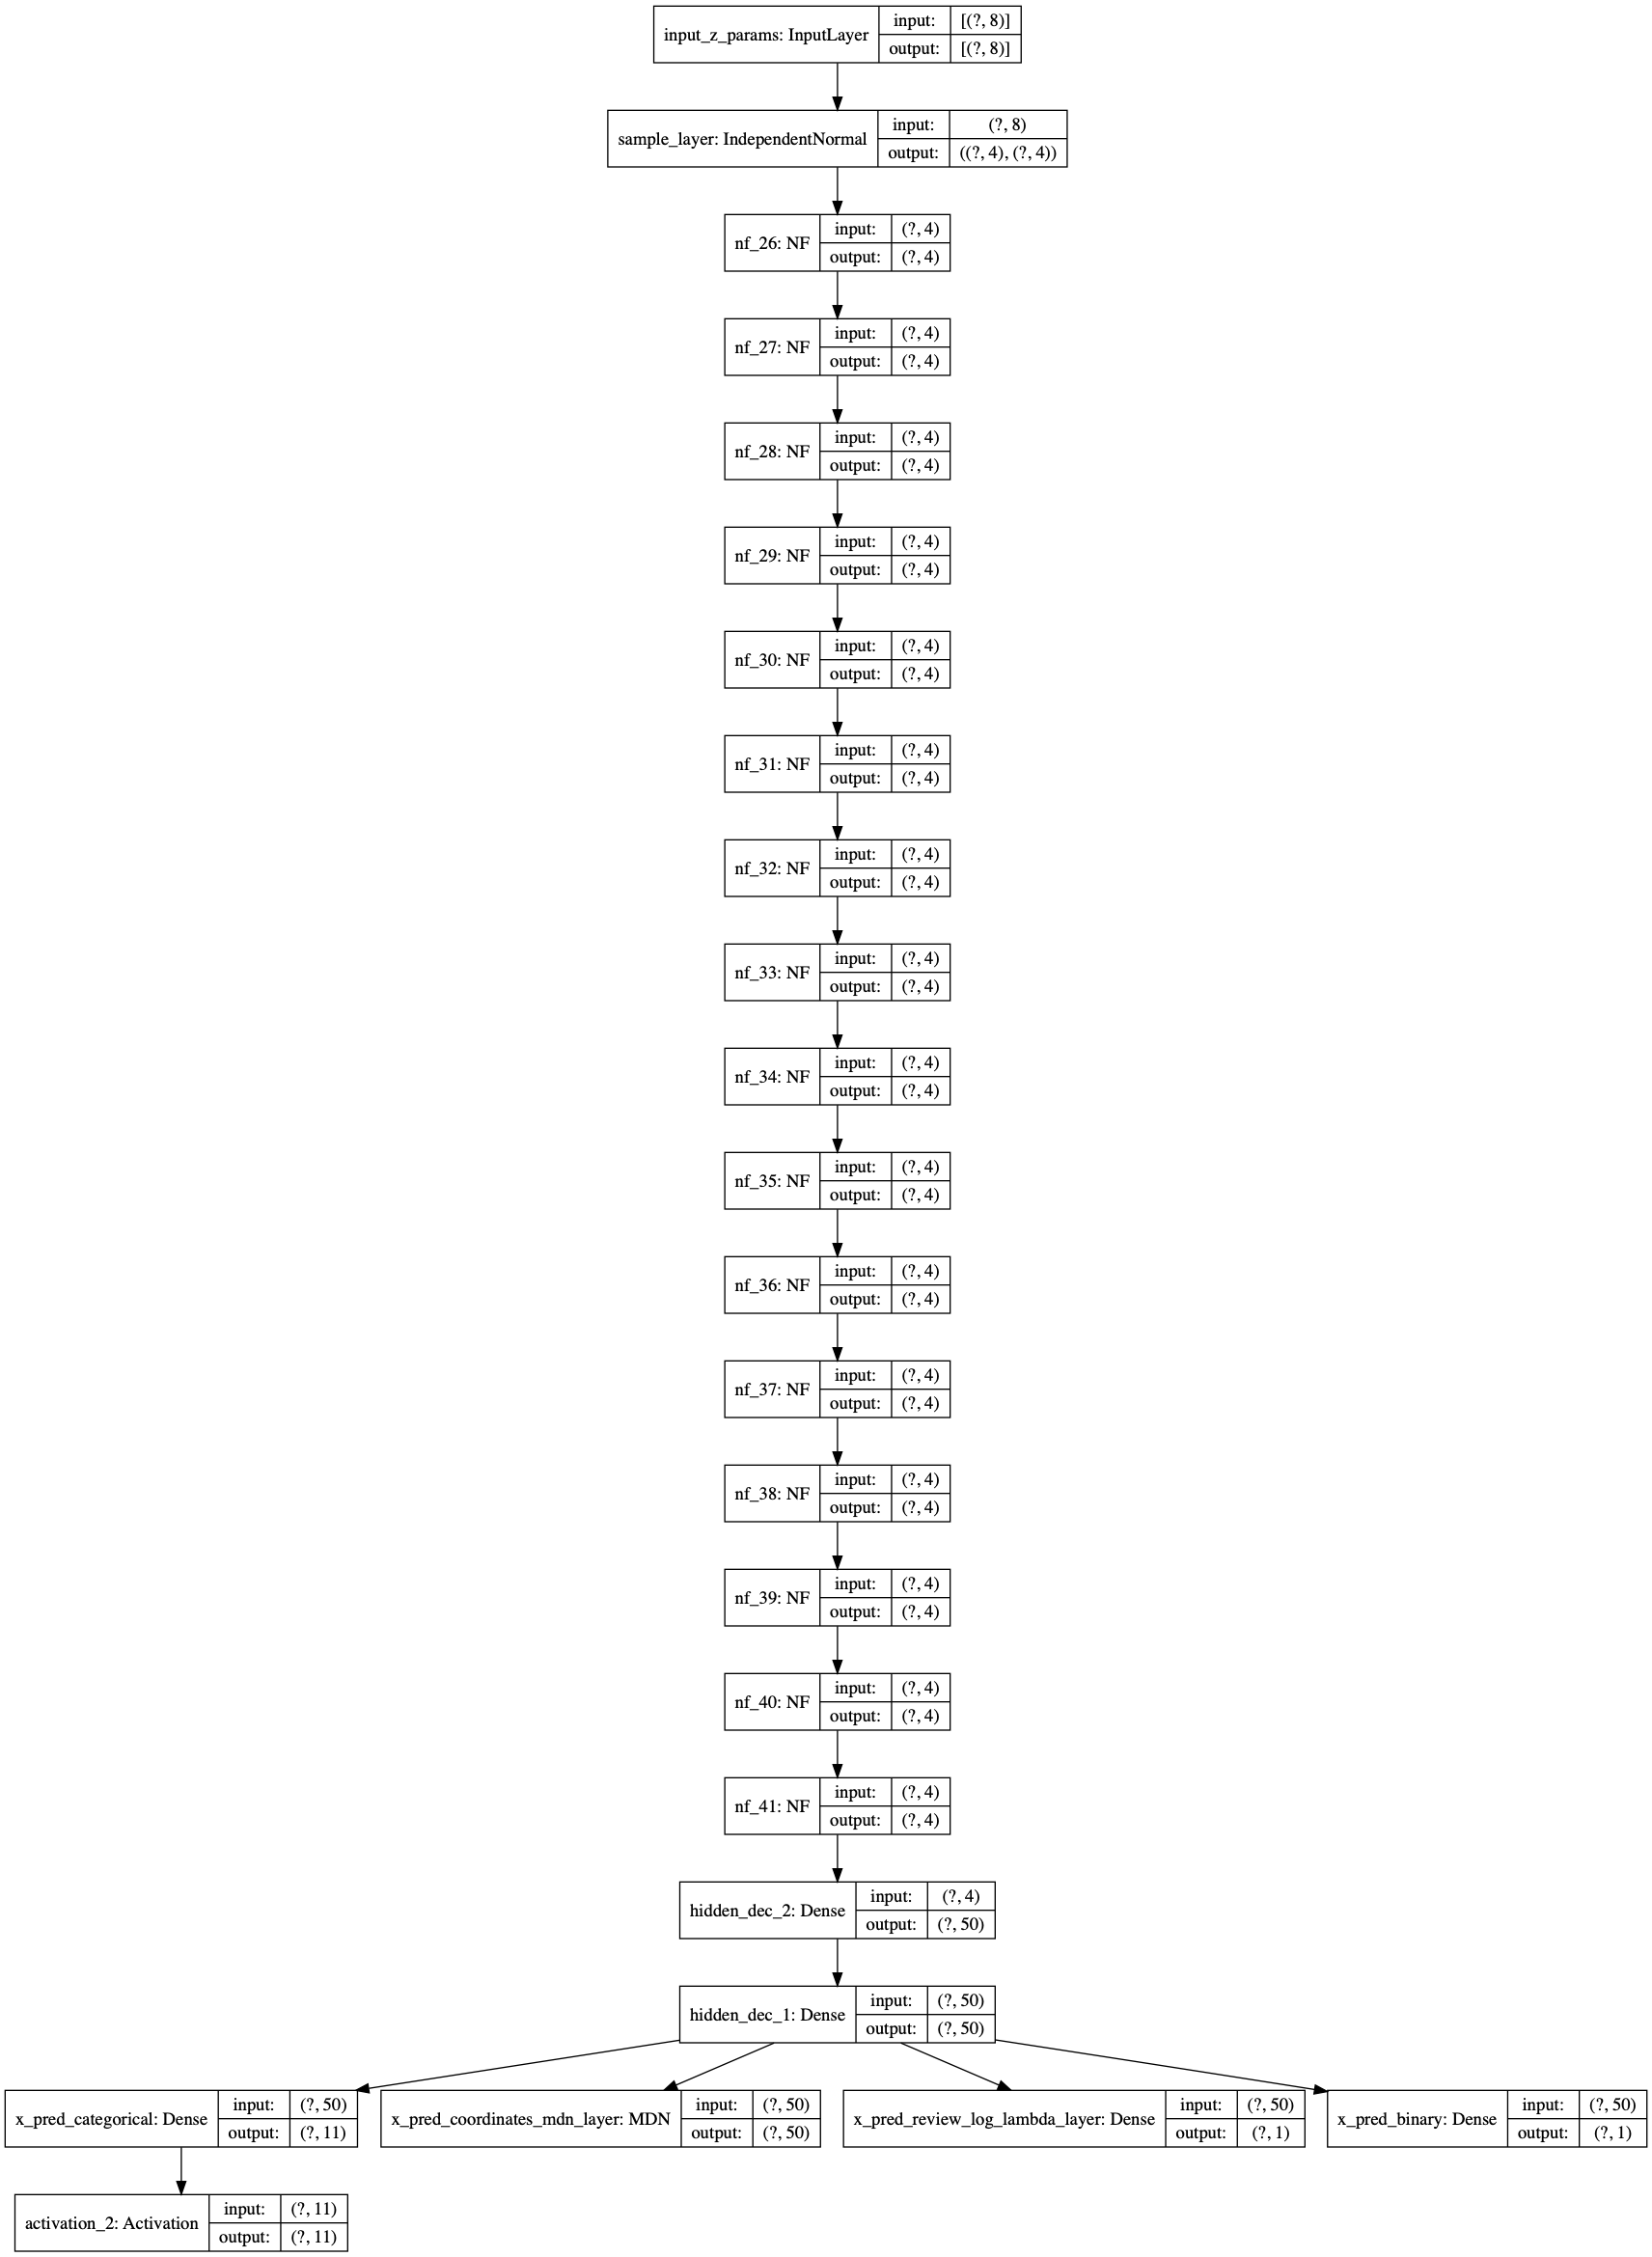 input_z_params: InputLayer
input: [(?, 8)]
output: [(?, 8)]
sample_layer: IndependentNormal
input: (?, 8)
output: ((?, 4), (?, 4))
nf_26: NF
input: (?, 4)
output: (?, 4)
nf_27: NF
input: (?, 4)
output: (?, 4)
nf_28: NF
input: (?, 4)
output: (?, 4)
nf_29: NF
input: (?, 4)
output: (?, 4)
nf_30: NF
input: (?, 4)
output: (?, 4)
nf_31: NF
input: (?, 4)
output: (?, 4)
nf_32: NF
input: (?, 4)
output: (?, 4)
nf_33: NF
input: (?, 4)
output: (?, 4)
nf_34: NF
input: (?, 4)
output: (?, 4)
nf_35: NF
input: (?, 4)
output: (?, 4)
nf_36: NF
input: (?, 4)
output: (?, 4)
nf_37: NF
input: (?, 4)
output: (?, 4)
nf_38: NF
input: (?, 4)
output: (?, 4)
nf_39: NF
input: (?, 4)
output: (?, 4)
nf_40: NF
input: (?, 4)
output: (?, 4)
nf_41: NF
input: (?, 4)
output: (?, 4)
hidden_dec_2: Dense
input: (?, 4)
output: (?, 50)
hidden_dec_1: Dense
input: (?, 50)
output: (?, 50)
x_pred_categorical: Dense
input: (?, 50)
output: (?, 11)
x_pred_coordinates_mdn_layer: MDN
input: (?, 50)
output: (?, 50)
x_pred_review_log_lambda_layer: Dense
input: (?, 50)
output: (?, 1)
x_pred_binary: Dense
input: (?, 50)
output: (?, 1)
activation_2: Activation
input: (?, 11)
output: (?, 11)